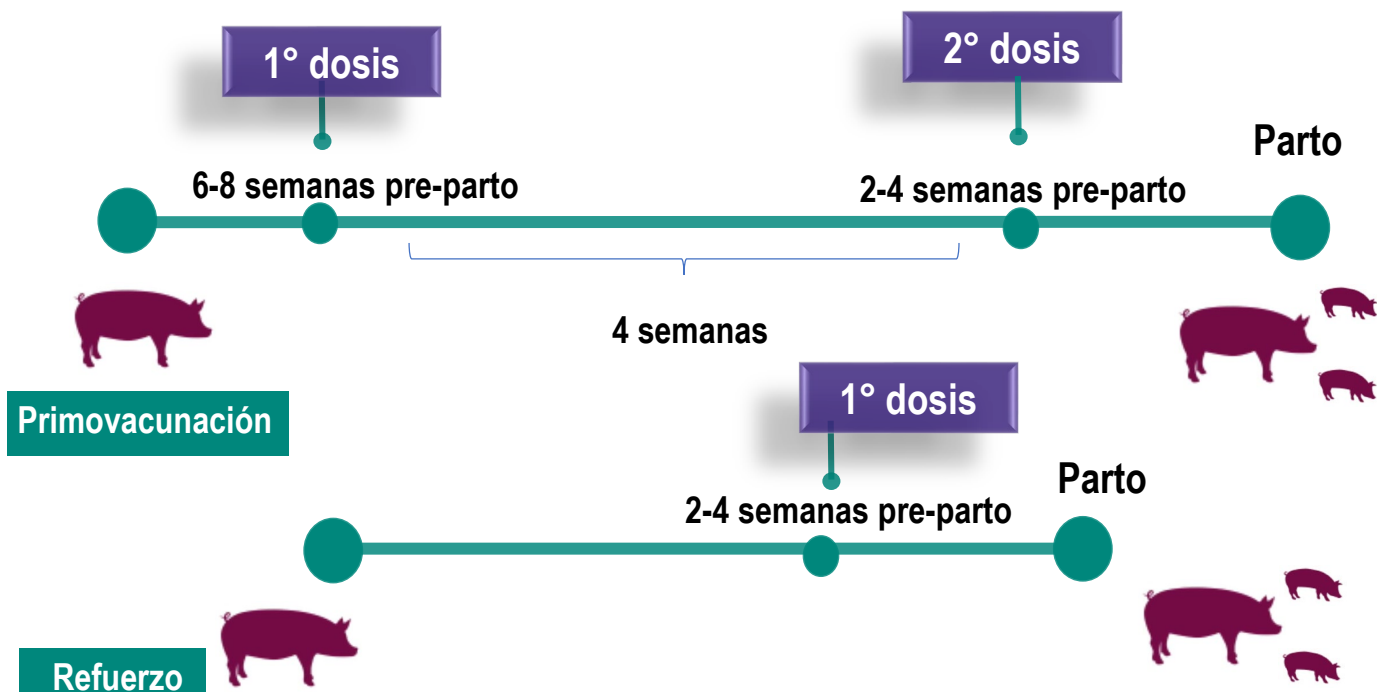 1° dosis
2° dosis
Parto
6-8 semanas pre-parto
2-4 semanas pre-parto
4 semanas
Primovacunación
1° dosis
Parto
2-4 semanas pre-parto
Refuerzo